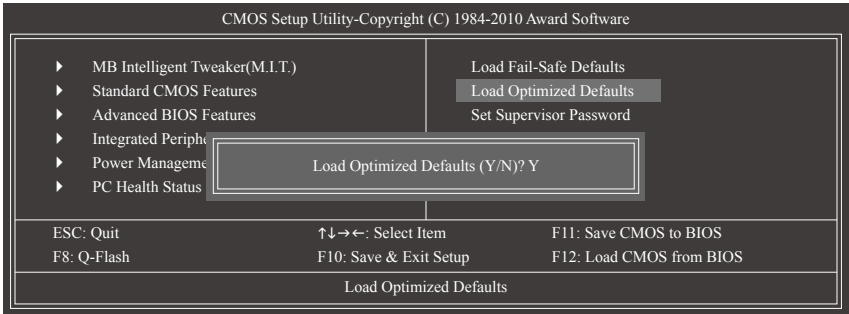 CMOS Setup Utility-Copyright (C) 1984-2010 Award Software
MB Intelligent Tweaker(M.I.T.)
Standard CMOS Features
Advanced BIOS Features
Integrated Periphe
Power Manageme
PC Health Status
Load Fail-Safe Defaults
Load Optimized Defaults
Set Supervisor Password
Load Optimized Defaults (Y/N)? Y
ESC: Quit
↑↓→←: Select Item
F11: Save CMOS to BIOS
F8: Q-Flash
F10: Save & Exit Setup
F12: Load CMOS from BIOS
Load Optimized Defaults